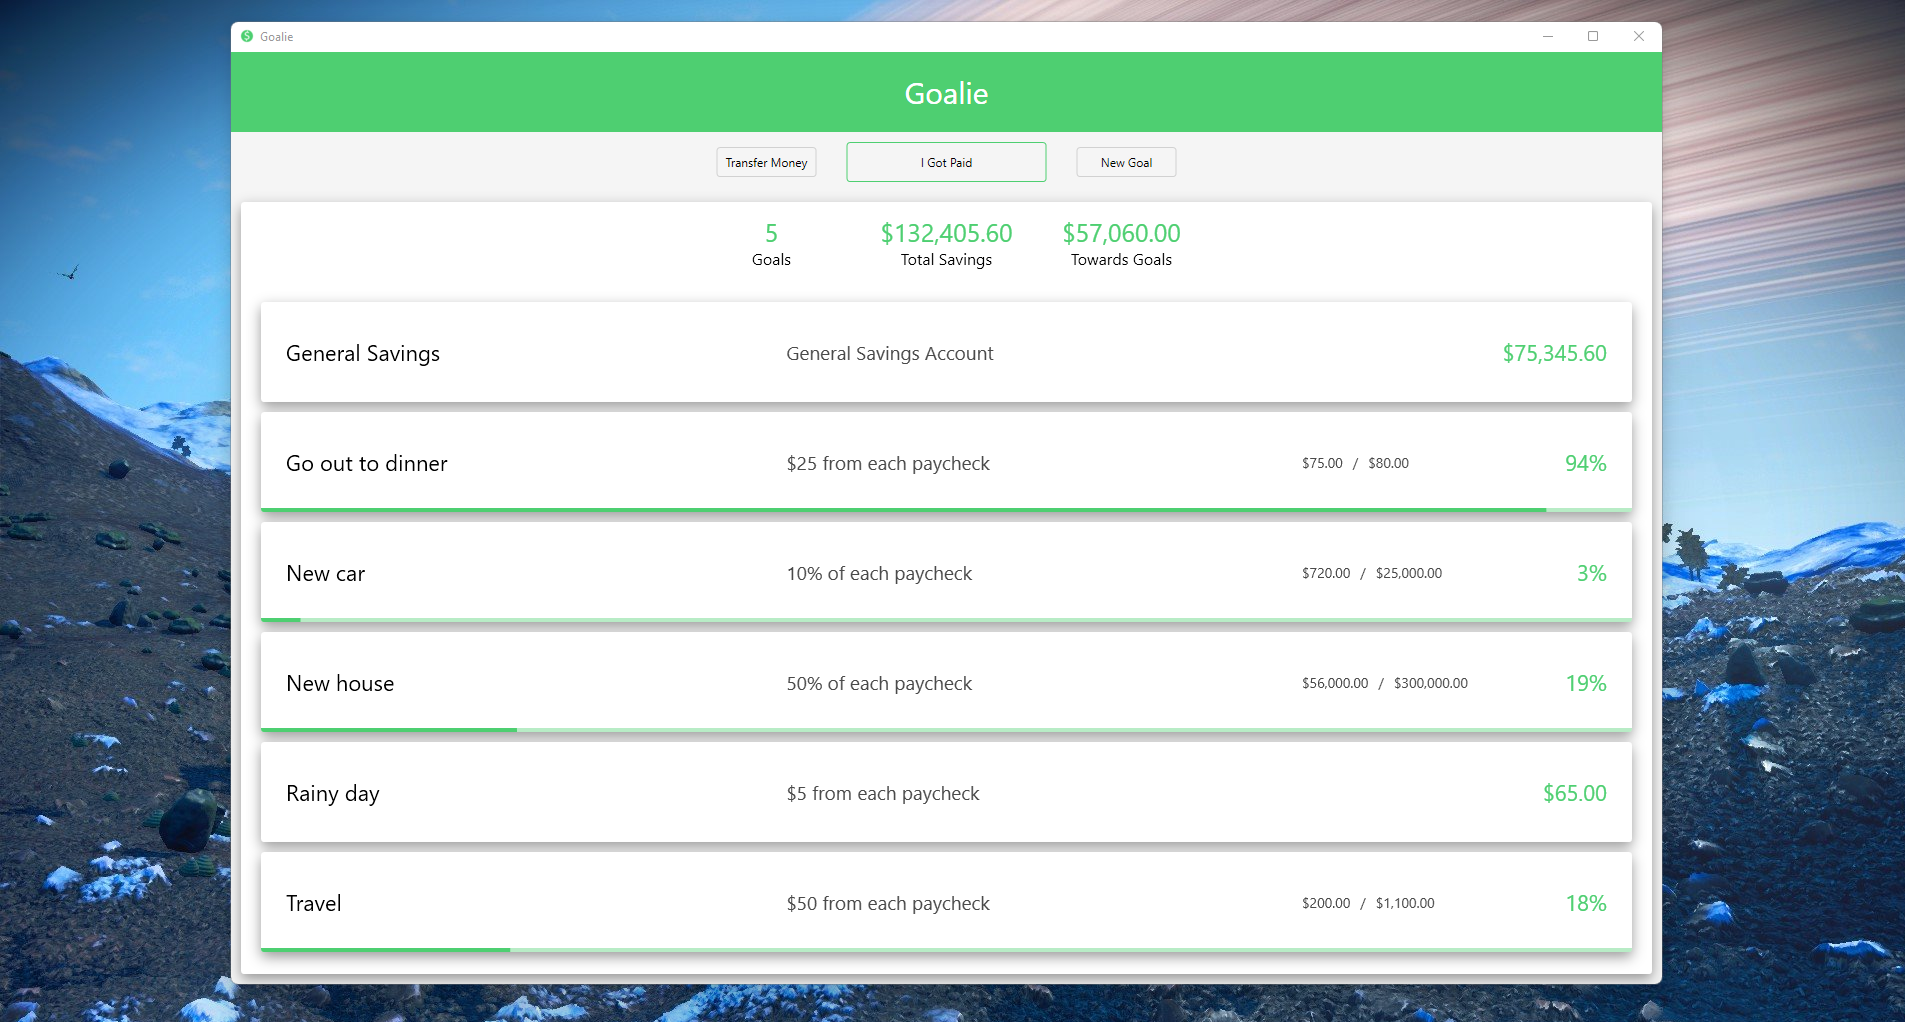 Goalie
Goalie
Transfer Money I Got Paid New Goal
5 $132,405.60 $57,060.00
Goals Total Savings Towards Goals
General Savings General Savings Account $75,345.60
Go out to dinner $25 from each paycheck $75.00 / $80.00 94%
New car 10% of each paycheck $720.00 / $25,000.00 3%
New house 50% of each paycheck $56,000.00 / $300,000.00 19%
Rainy day $5 from each paycheck $65.00
Travel $50 from each paycheck $200.00 / $1,100.00 18%